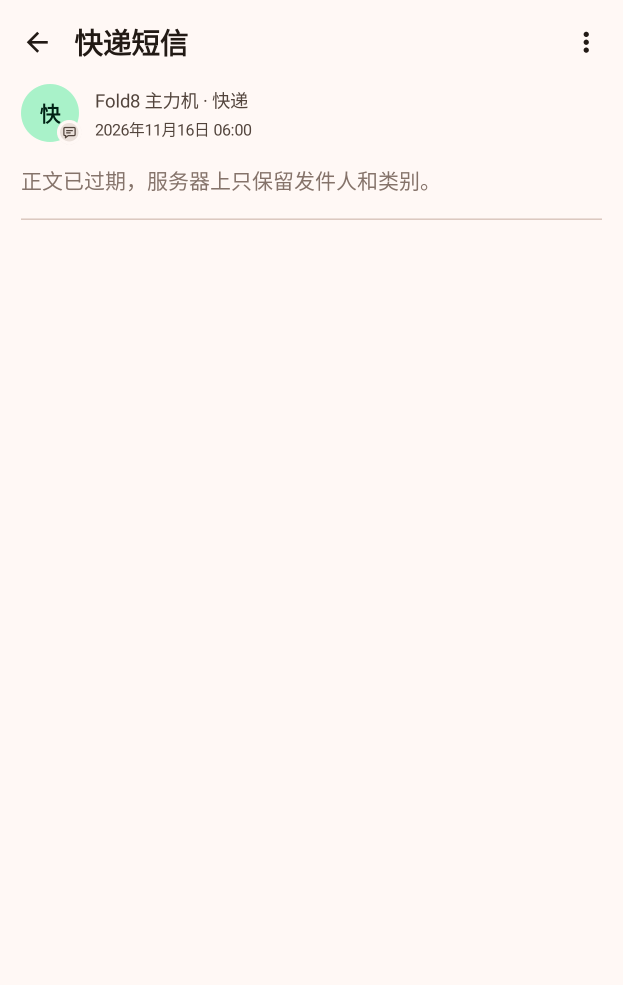 快递短信
快
Fold8 主力机 · 快递
2026年11月16日 06:00
正文已过期，服务器上只保留发件人和类别。